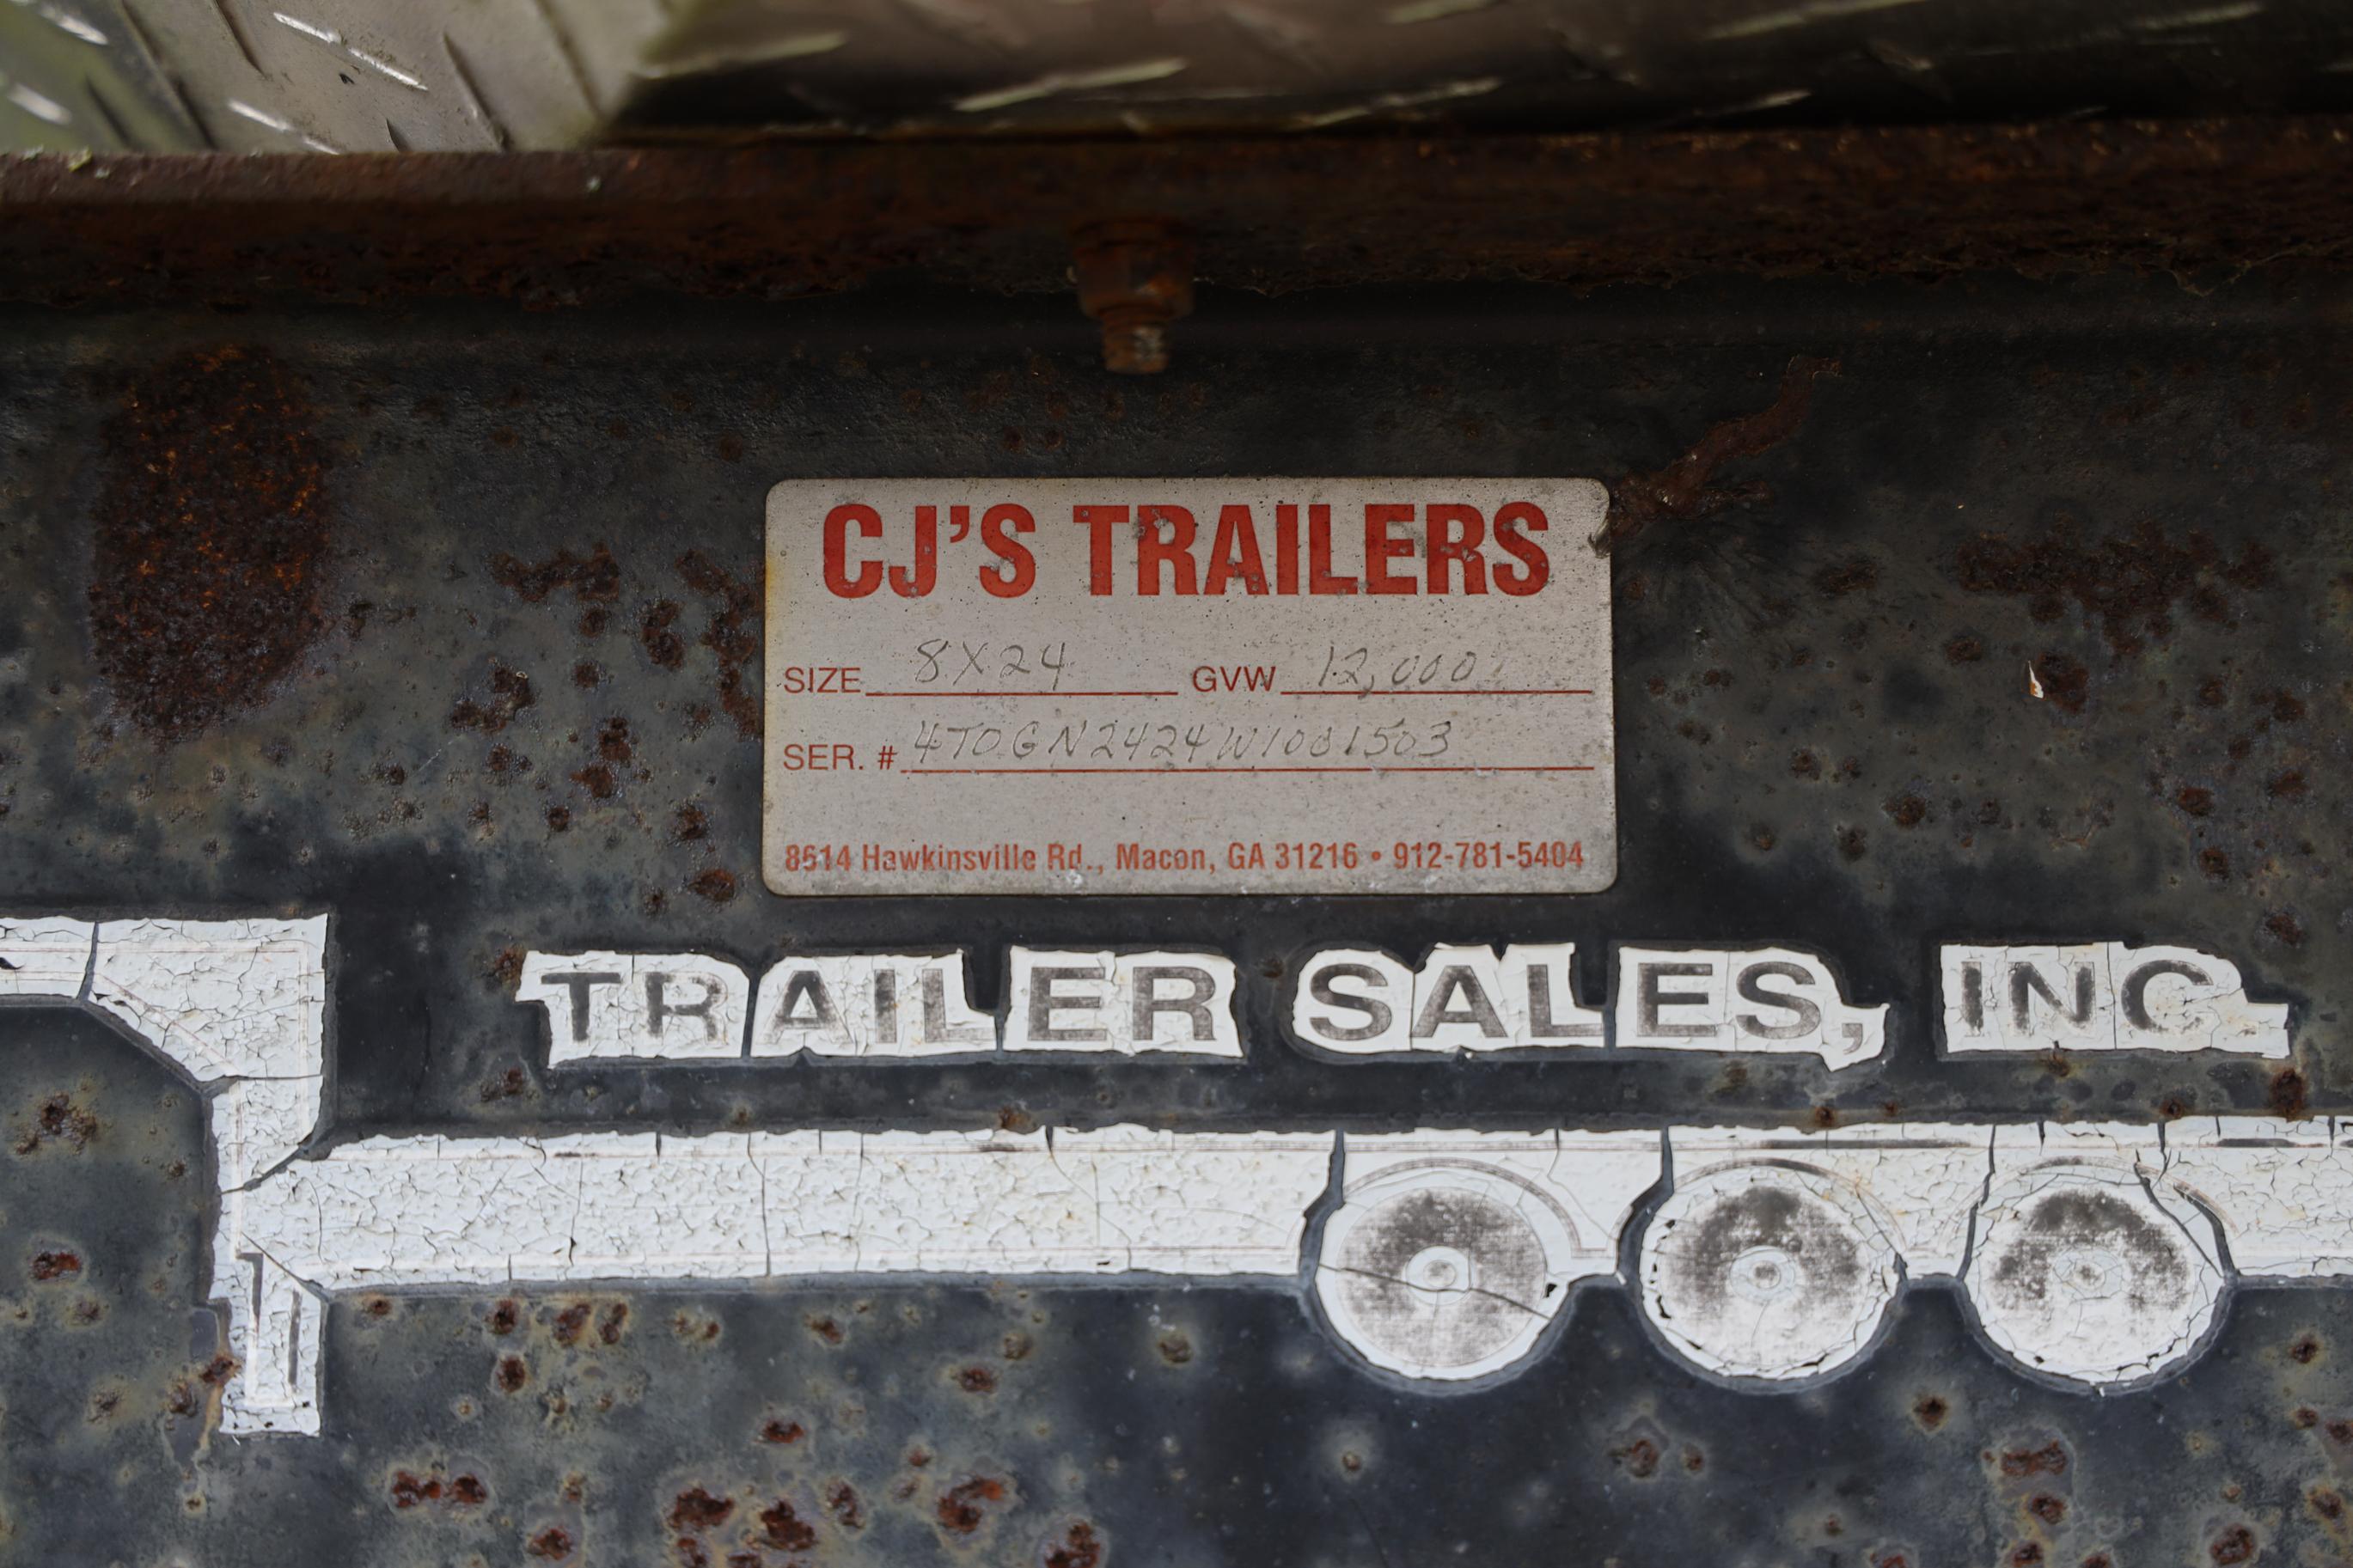 CJ'S TRAILERS
SIZE 8X24 GVW 12,000
SER. # 4TOGN2424W1001503
8614 Hawkinsville Rd., Macon, GA 31216 • 912-781-5404
TRAILER SALES, INC.